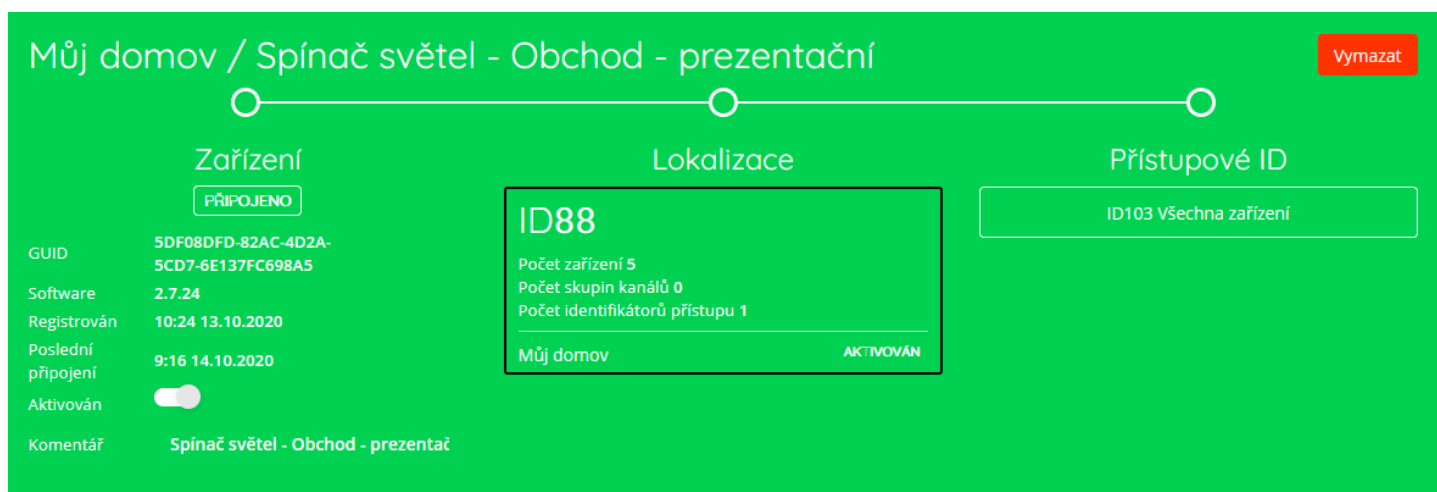 Můj domov / Spínač světel - Obchod - prezentační
Vymazat
Zařízení
PŘIPOJENO
GUID 5DF08DFD-82AC-4D2A-
5CD7-6E137FC698A5
Software 2.7.24
Registrován 10:24 13.10.2020
Poslední
připojení 9:16 14.10.2020
Aktivován
Komentář Spínač světel - Obchod - prezentač
Lokalizace
ID88
Počet zařízení 5
Počet skupin kanálů 0
Počet identifikátorů přístupu 1
Můj domov AKTIVOVÁN
Přístupové ID
ID103 Všechna zařízení